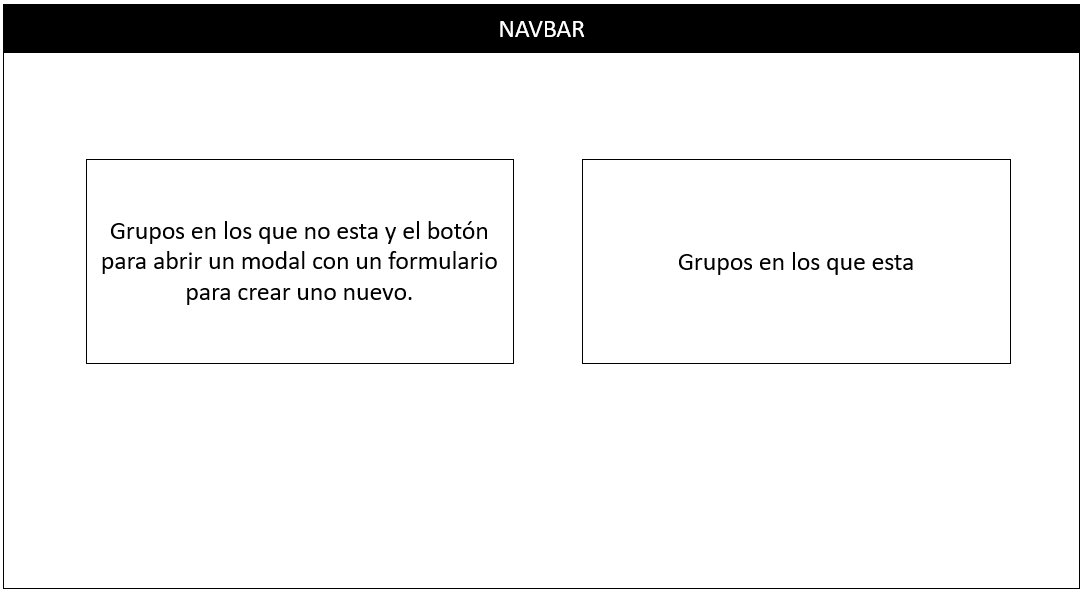 NAVBAR
Grupos en los que no esta y el botón
para abrir un modal con un formulario
para crear uno nuevo.
Grupos en los que esta